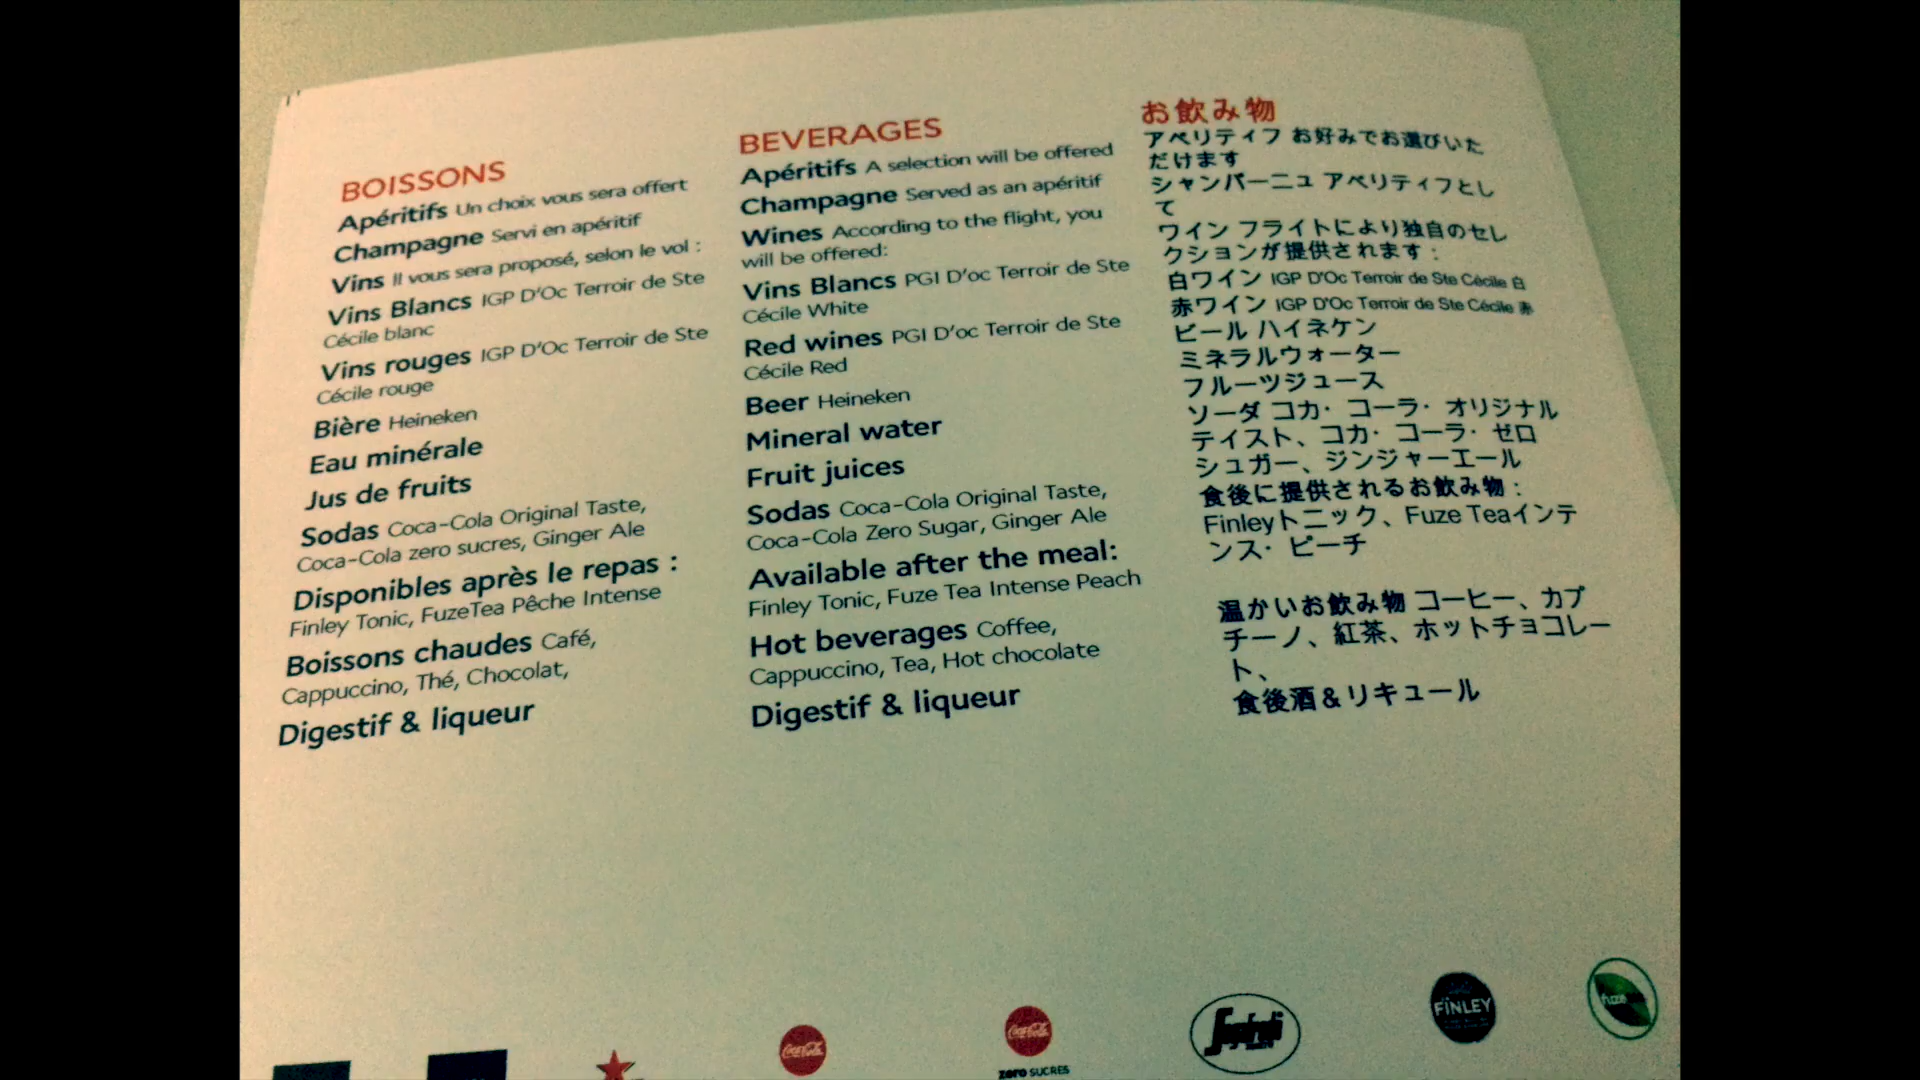 BOISSONS
Apéritifs Un choix vous sera offert
Champagne Servi en apéritif
Vins Il vous sera proposé, selon le vol :
Vins Blancs IGP D'Oc Terroir de Ste
Cécile blanc
Vins rouges IGP D'Oc Terroir de Ste
Cécile rouge
Bière Heineken
Eau minérale
Jus de fruits
Sodas Coca-Cola Original Taste,
Coca-Cola zero sucres, Ginger Ale
Disponibles après le repas :
Finley Tonic, FuzeTea Pêche Intense
Boissons chaudes Café,
Cappuccino, Thé, Chocolat,
Digestif & liqueur
BEVERAGES
Apéritifs A selection will be offered
Champagne Served as an apéritif
Wines According to the flight, you
will be offered:
Vins Blancs PGI D'oc Terroir de Ste
Cécile White
Red wines PGI D'oc Terroir de Ste
Cécile Red
Beer Heineken
Mineral water
Fruit juices
Sodas Coca-Cola Original Taste,
Coca-Cola Zero Sugar, Ginger Ale
Available after the meal:
Finley Tonic, Fuze Tea Intense Peach
Hot beverages Coffee,
Cappuccino, Tea, Hot chocolate
Digestif & liqueur
お飲み物
アペリティフ お好みでお選びいた
だけます
シャンパーニュ アペリティフとし
て
ワイン フライトにより独自のセレ
クションが提供されます：
白ワイン IGP D'Oc Terroir de Ste Cécile 白
赤ワイン IGP D'Oc Terroir de Ste Cécile 赤
ビール ハイネケン
ミネラルウォーター
フルーツジュース
ソーダ コカ・コーラ・オリジナル
テイスト、コカ・コーラ・ゼロ
シュガー、ジンジャーエール
食後に提供されるお飲み物：
Finleyトニック、Fuze Teaインテ
ンス・ピーチ
温かいお飲み物 コーヒー、カプ
チーノ、紅茶、ホットチョコレー
ト、
食後酒＆リキュール
Coca-Cola
Coca-Cola
zero SUCRES
Segafredo
FINLEY
fuze